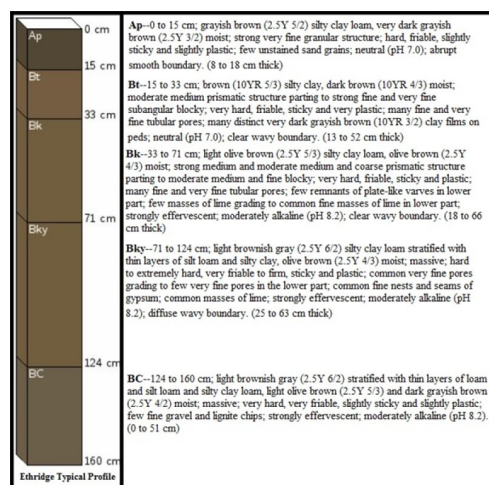 0 cm
Ap
15 cm
Bt
33 cm
Bk
71 cm
Bky
124 cm
BC
160 cm
Ethridge Typical Profile
Ap--0 to 15 cm; grayish brown (2.5Y 5/2) silty clay loam, very dark grayish
brown (2.5Y 3/2) moist; strong very fine granular structure; hard, friable, slightly
sticky and slightly plastic; few unstained sand grains; neutral (pH 7.0); abrupt
smooth boundary. (8 to 18 cm thick)
Bt--15 to 33 cm; brown (10YR 5/3) silty clay, dark brown (10YR 4/3) moist;
moderate medium prismatic structure parting to strong fine and very fine
subangular blocky; very hard, friable, sticky and very plastic; many fine and very
fine tubular pores; many distinct very dark grayish brown (10YR 3/2) clay films on
peds; neutral (pH 7.0); clear wavy boundary. (13 to 52 cm thick)
Bk--33 to 71 cm; light olive brown (2.5Y 5/3) silty clay loam, olive brown (2.5Y
4/3) moist; strong medium and moderate medium and coarse prismatic structure
parting to moderate medium and fine blocky; very hard, friable, sticky and plastic;
many fine and very fine tubular pores; few remnants of plate-like varves in lower
part; few masses of lime grading to common fine masses of lime in lower part;
strongly effervescent; moderately alkaline (pH 8.2); clear wavy boundary. (18 to 66
cm thick)
Bky--71 to 124 cm; light brownish gray (2.5Y 6/2) silty clay loam stratified with
thin layers of silt loam and silty clay, olive brown (2.5Y 4/3) moist; massive; hard
to extremely hard, very friable to firm, sticky and plastic; common very fine pores
grading to few very fine pores in the lower part; common fine nests and seams of
gypsum; common masses of lime; strongly effervescent; moderately alkaline (pH
8.2); diffuse wavy boundary. (25 to 63 cm thick)
BC--124 to 160 cm; light brownish gray (2.5Y 6/2) stratified with thin layers of loam
and silt loam and silty clay loam, light olive brown (2.5Y 5/3) and dark grayish brown
(2.5Y 4/2) moist; massive; very hard, very friable, slightly sticky and slightly plastic;
few fine gravel and lignite chips; strongly effervescent; moderately alkaline (pH 8.2).
(0 to 51 cm)